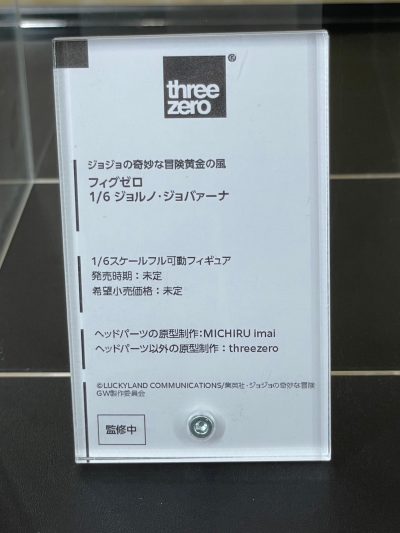 three
zero®
ジョジョの奇妙な冒険黄金の風
フィグゼロ
1/6 ジョルノ・ジョバァーナ
1/6スケールフル可動フィギュア
発売時期：未定
希望小売価格：未定
ヘッドパーツの原型制作：MICHIRU imai
ヘッドパーツ以外の原型制作：threezero
©LUCKYLAND COMMUNICATIONS/集英社・ジョジョの奇妙な冒険
GW製作委員会
監修中